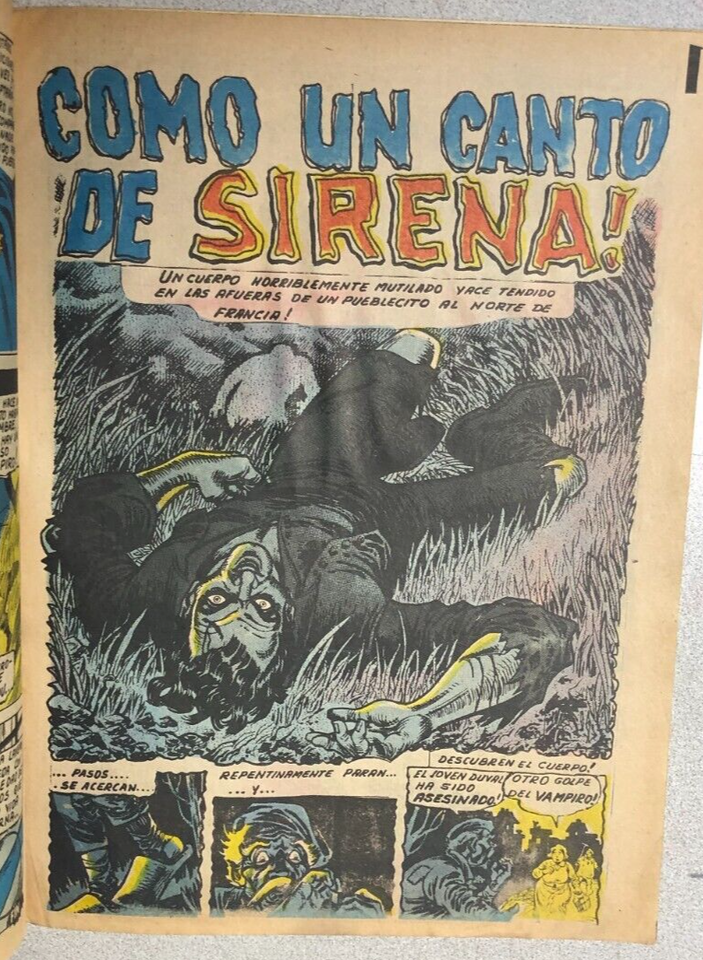 COMO UN CANTO
DE SIRENA!
UN CUERPO HORRIBLEMENTE MUTILADO YACE TENDIDO
EN LAS AFUERAS DE UN PUEBLECITO AL NORTE DE
FRANCIA!
... PASOS....
.. SE ACERCAN....
REPENTINAMENTE PARAN...
... Y...
DESCUBREN EL CUERPO!
EL JOVEN DUVAL
HA SIDO
ASESINADO!
OTRO GOLPE
DEL VAMPIRO!